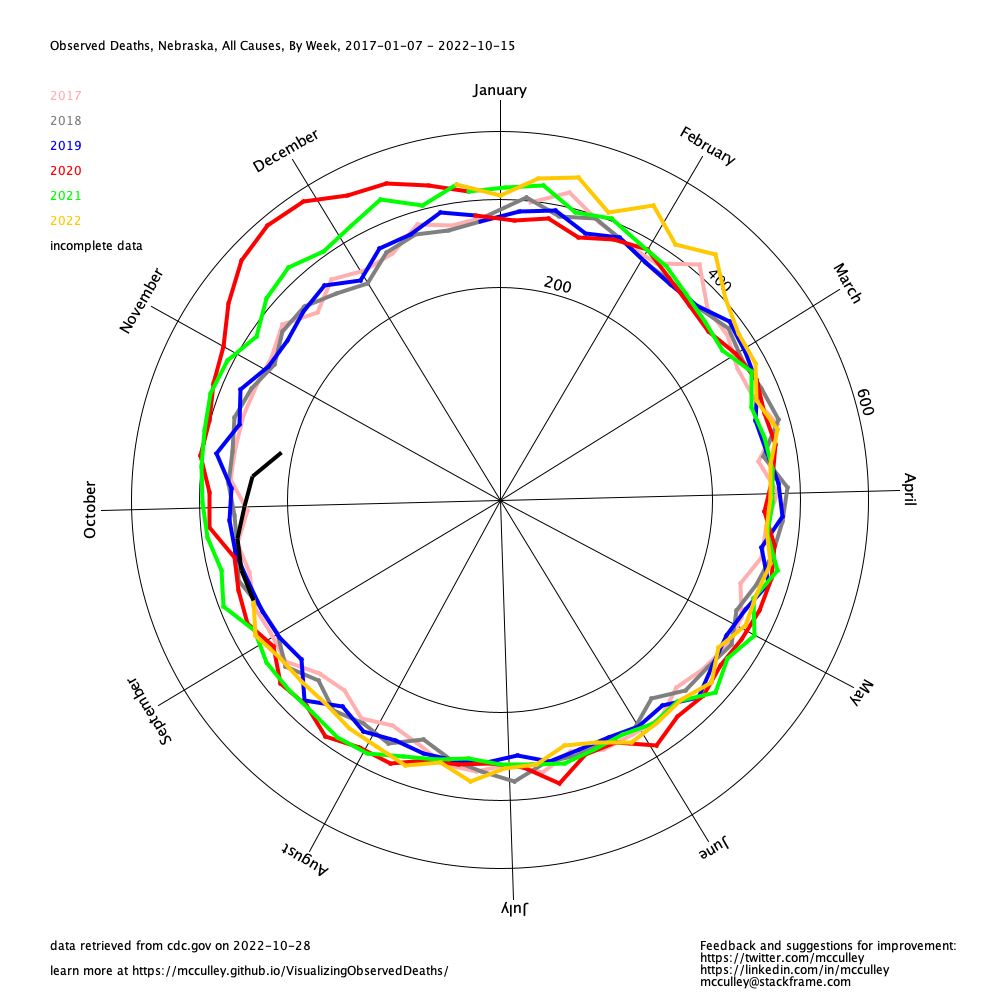 Observed Deaths, Nebraska, All Causes, By Week, 2017-01-07 - 2022-10-15
January
2017
2018
2019
2020
2021
2022
incomplete data
December
February
November
March
200
400
600
October
April
September
May
August
June
July
data retrieved from cdc.gov on 2022-10-28
learn more at https://mcculley.github.io/VisualizingObservedDeaths/
Feedback and suggestions for improvement:
https://twitter.com/mcculley
https://linkedin.com/in/mcculley
mcculley@stackframe.com